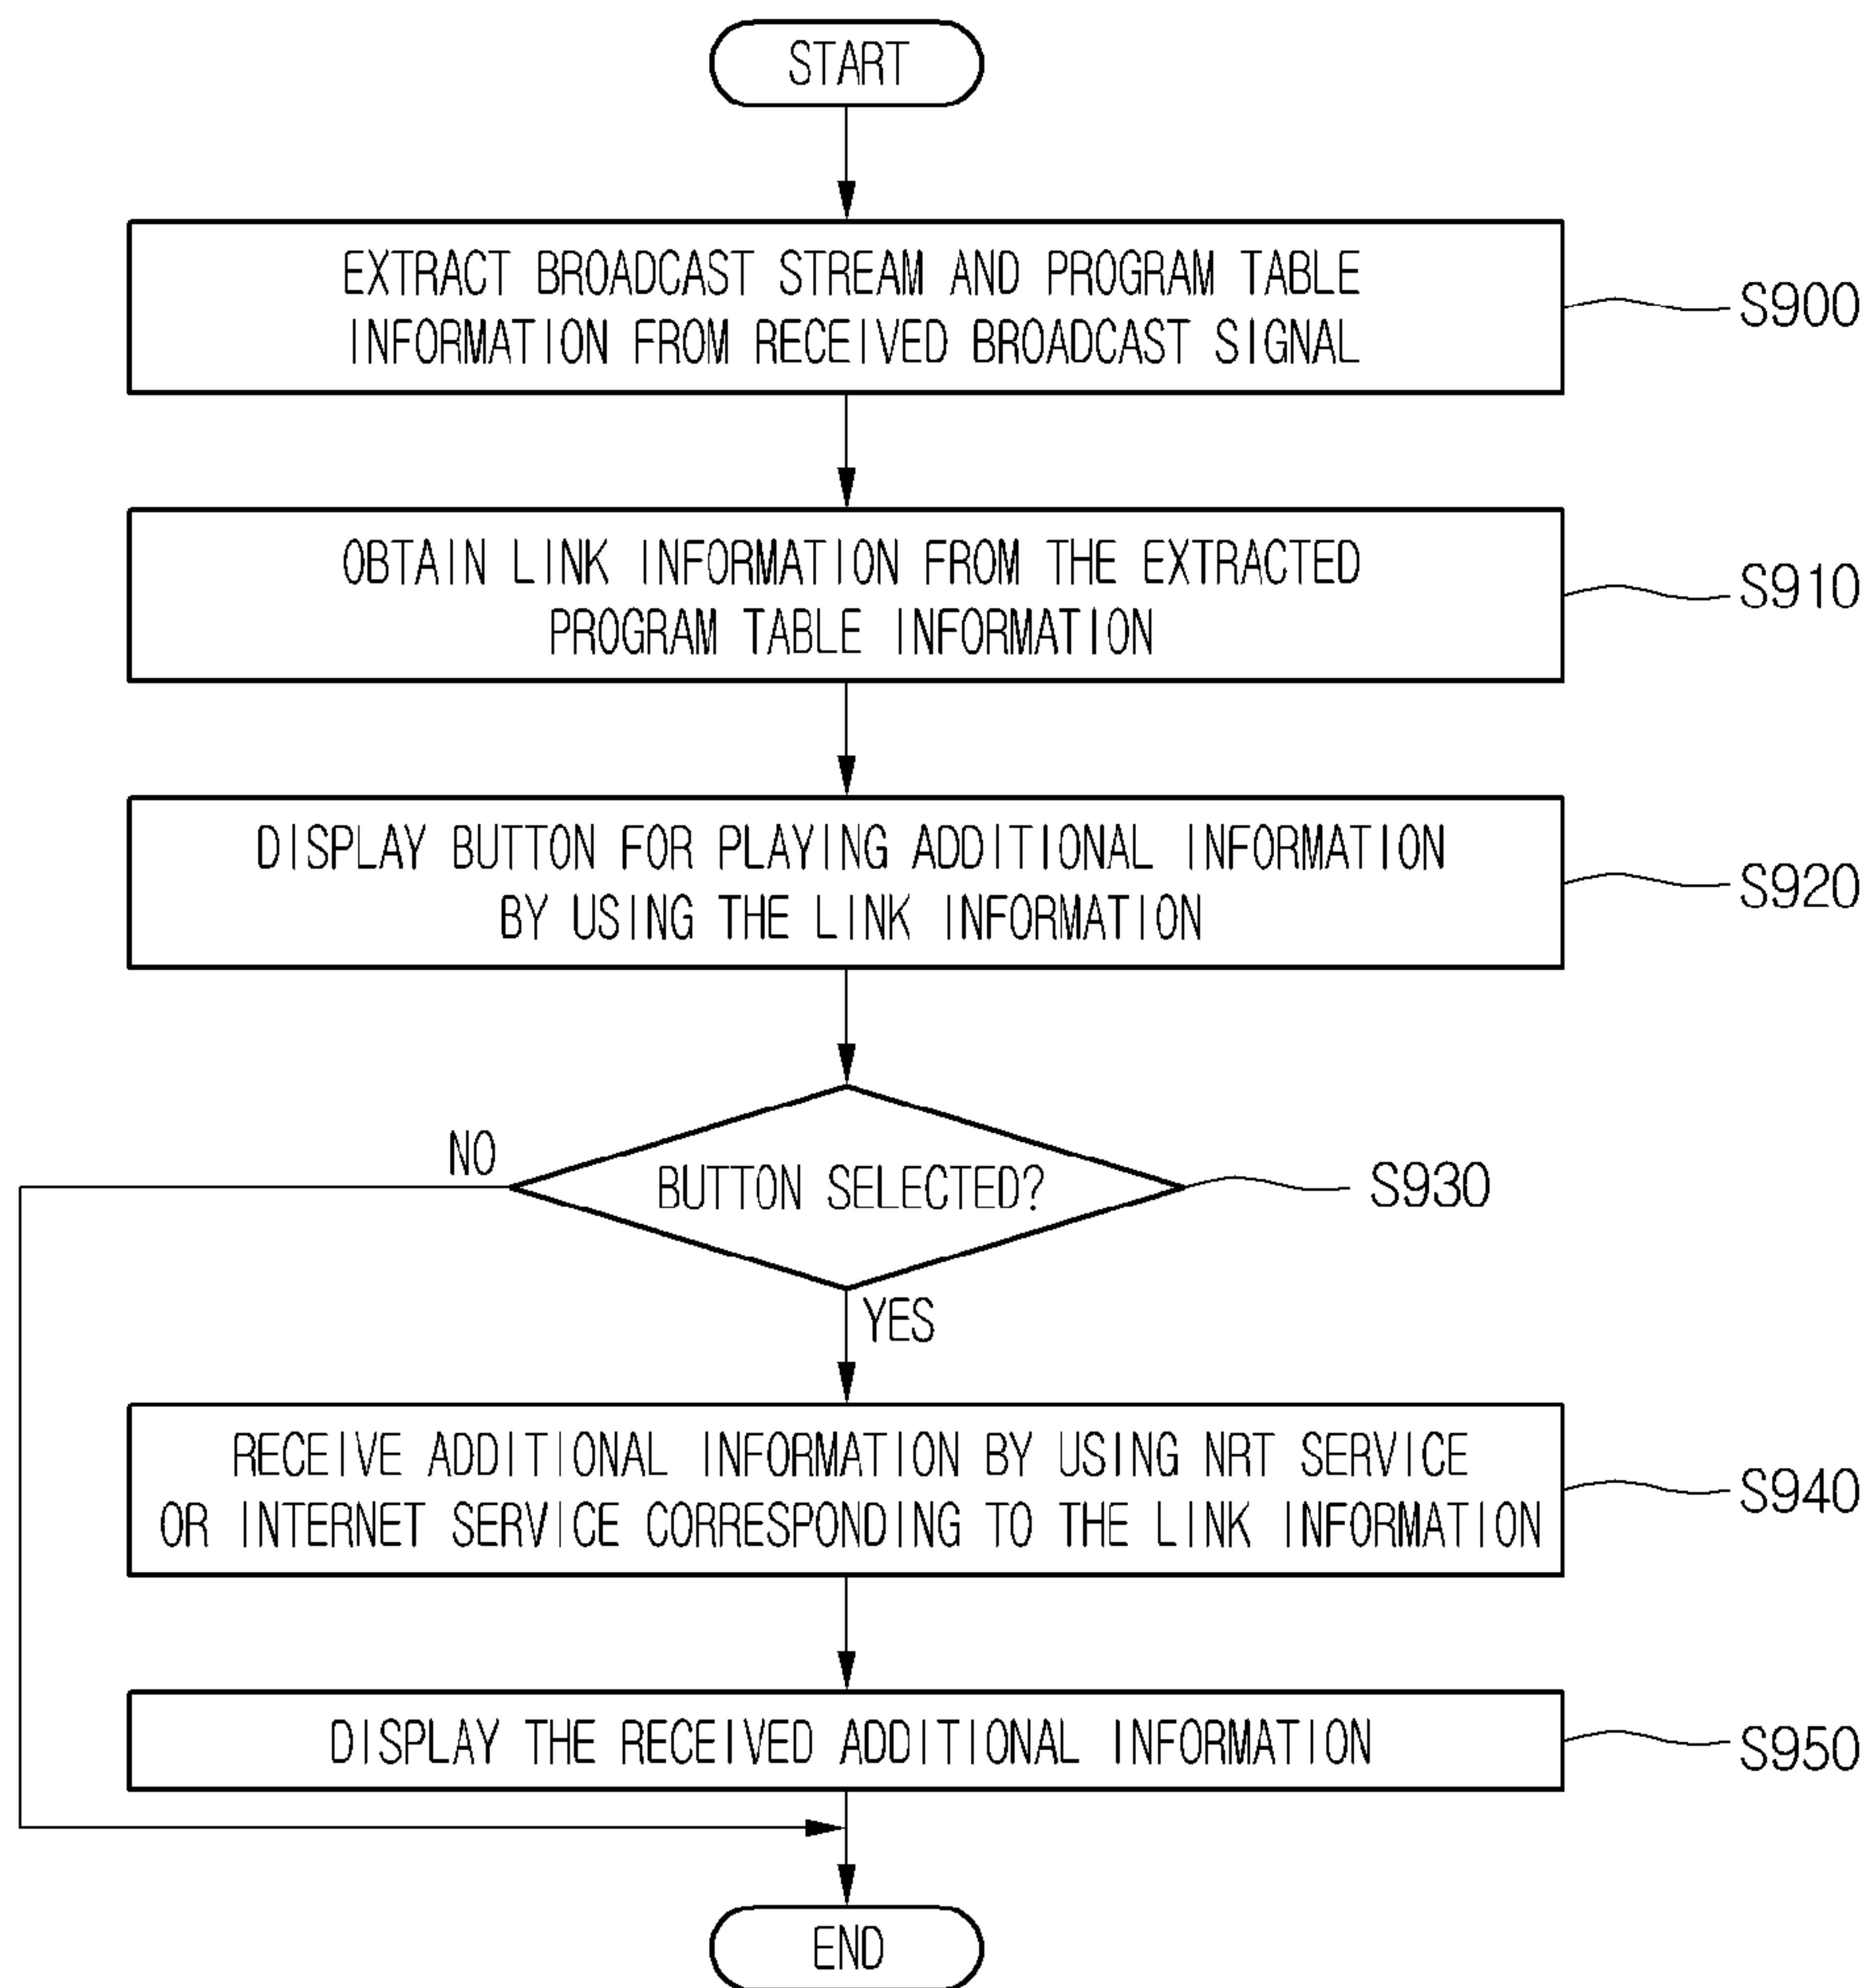 START
EXTRACT BROADCAST STREAM AND PROGRAM TABLE
INFORMATION FROM RECEIVED BROADCAST SIGNAL
S900
OBTAIN LINK INFORMATION FROM THE EXTRACTED
PROGRAM TABLE INFORMATION
S910
DISPLAY BUTTON FOR PLAYING ADDITIONAL INFORMATION
BY USING THE LINK INFORMATION
S920
NO
BUTTON SELECTED?
S930
YES
RECEIVE ADDITIONAL INFORMATION BY USING NRT SERVICE
OR INTERNET SERVICE CORRESPONDING TO THE LINK INFORMATION
S940
DISPLAY THE RECEIVED ADDITIONAL INFORMATION
S950
END